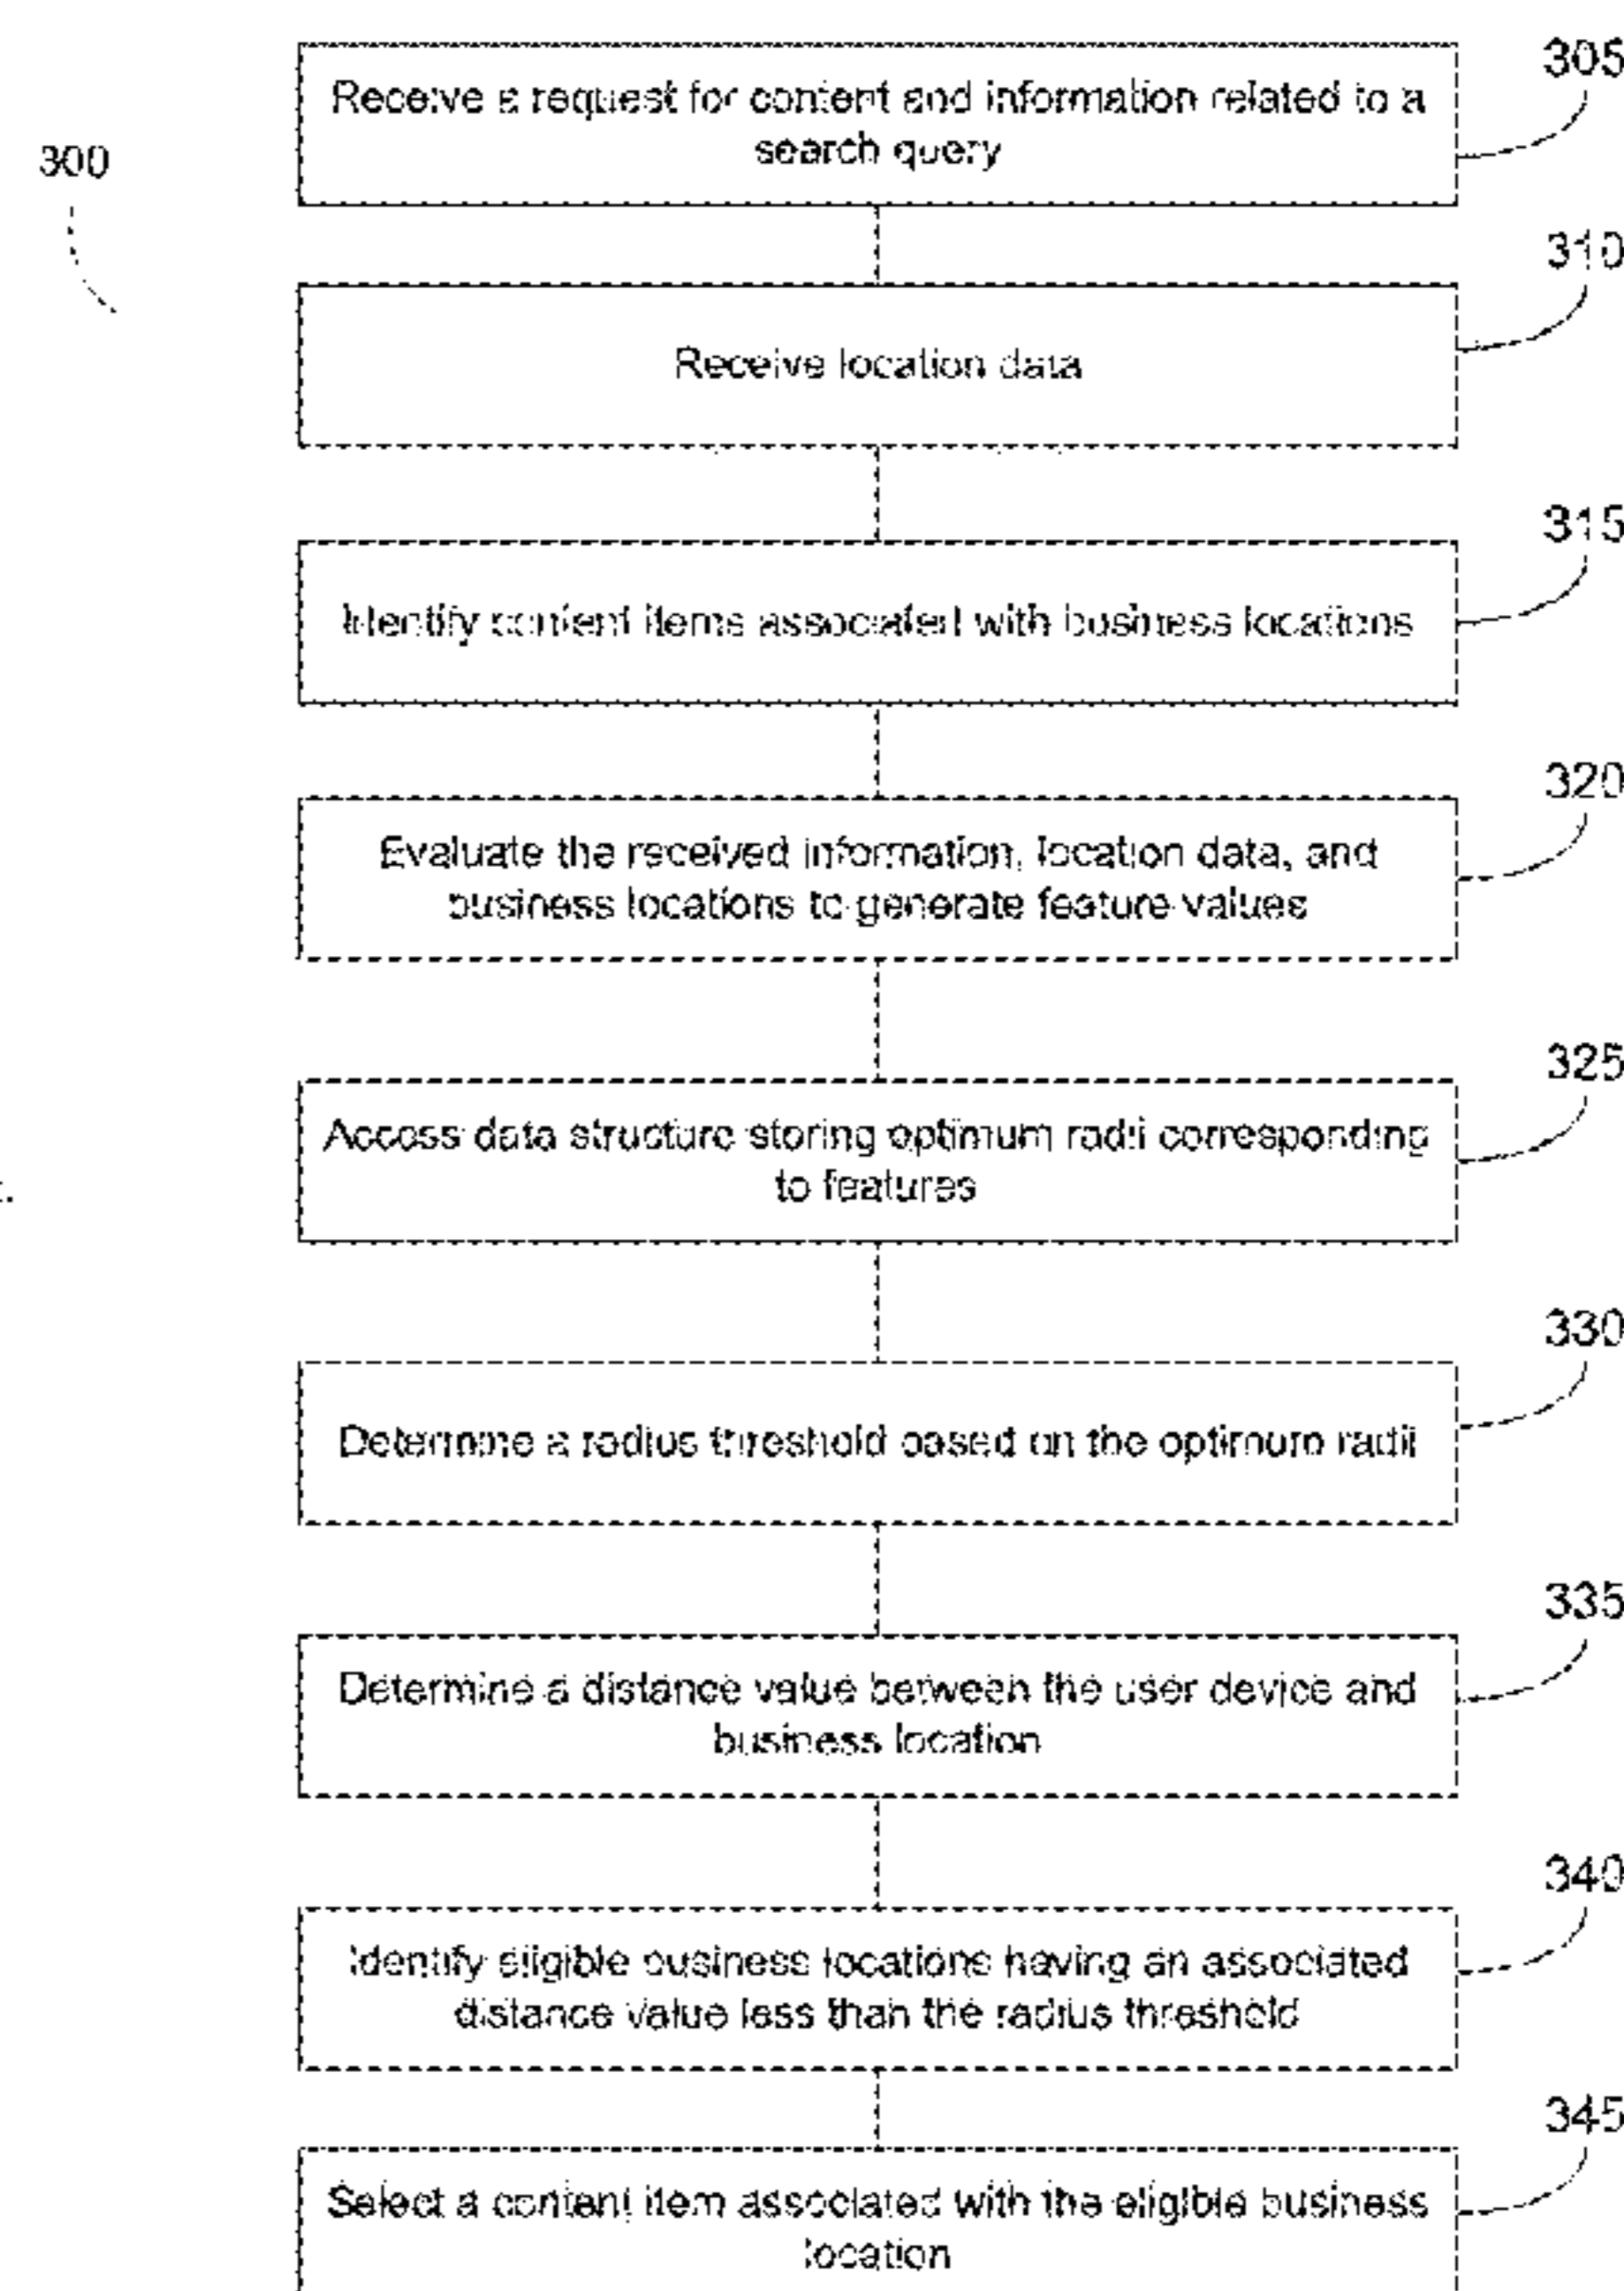 305
Receive a request for content and information related to a
search query
300
310
Receive location data
315
Identify content items associated with business locations
320
Evaluate the received information, location data, and
business locations to generate feature values
325
Access data structure storing optimum radii corresponding
to features
330
Determine a radius threshold based on the optimum radii
335
Determine a distance value between the user device and
business location
340
Identify eligible business locations having an associated
distance value less than the radius threshold
345
Select a content item associated with the eligible business
location